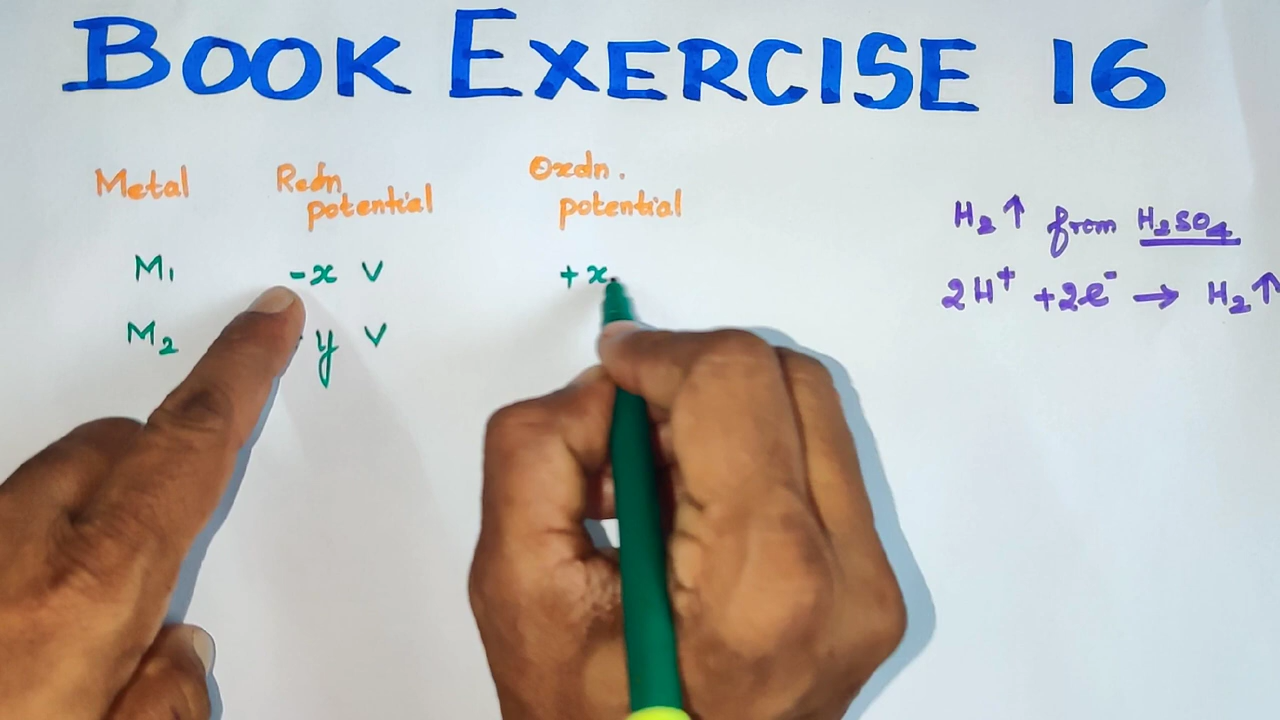 BOOK EXERCISE 16
Metal Redn. potential Oxdn. potential
M₁ -x V +x
M₂ y V
H₂↑ from H₂SO₄
2H⁺ + 2e⁻ → H₂↑